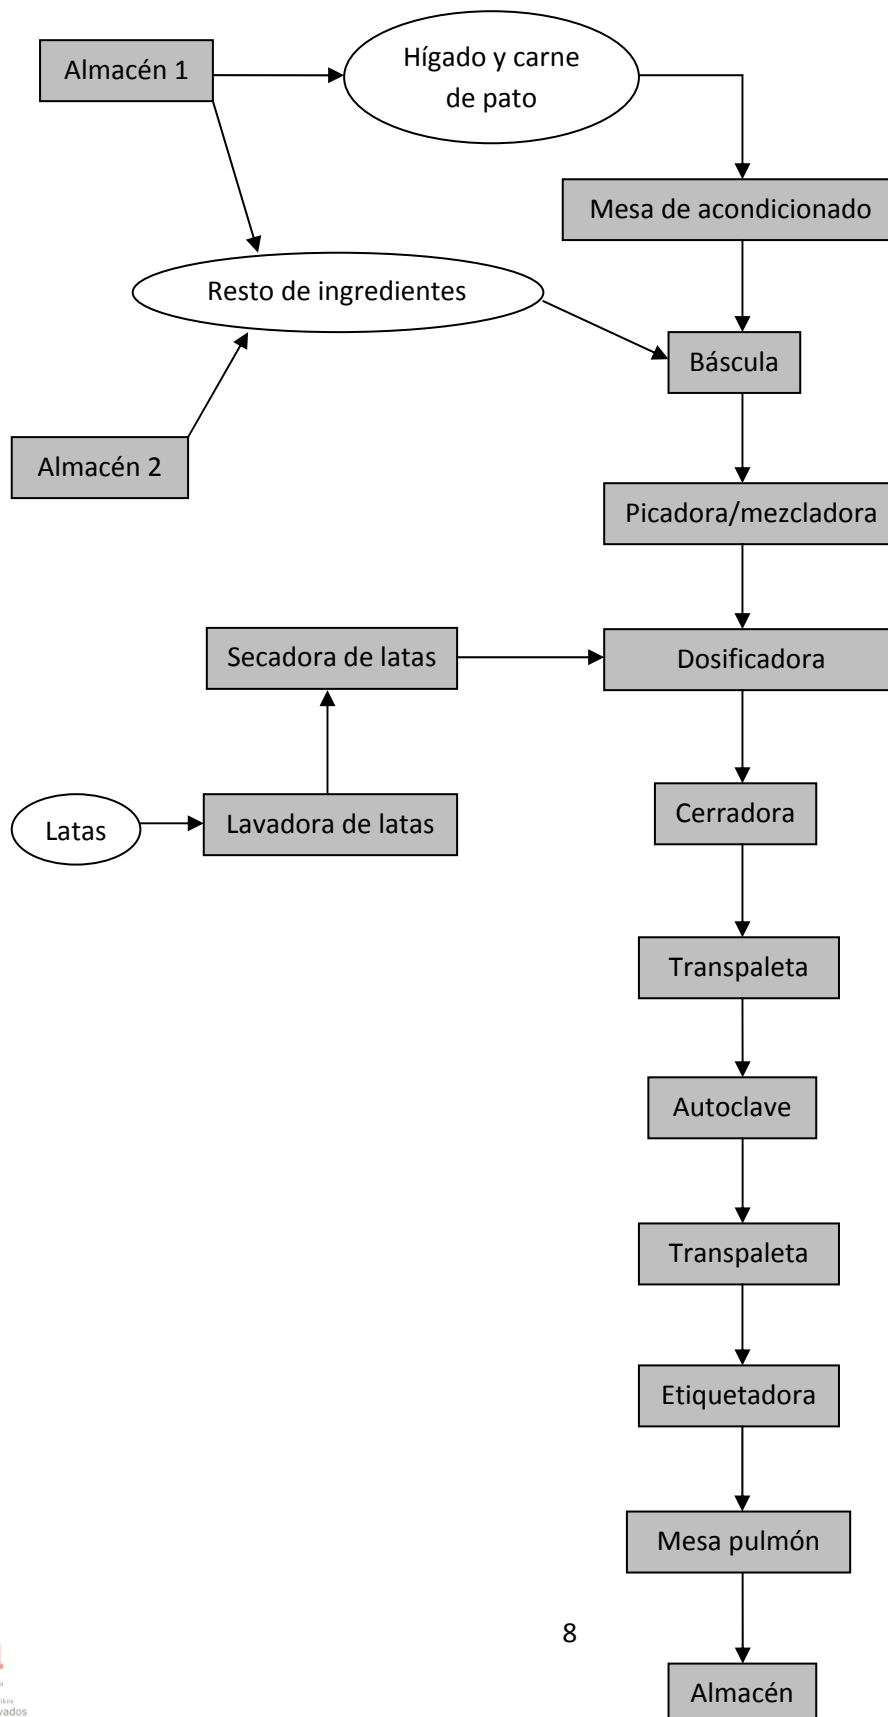 Almacén 1
Hígado y carne
de pato
Mesa de acondicionado
Resto de ingredientes
Báscula
Almacén 2
Picadora/mezcladora
Secadora de latas
Dosificadora
Latas
Lavadora de latas
Cerradora
Transpaleta
Autoclave
Transpaleta
Etiquetadora
Mesa pulmón
8
Almacén